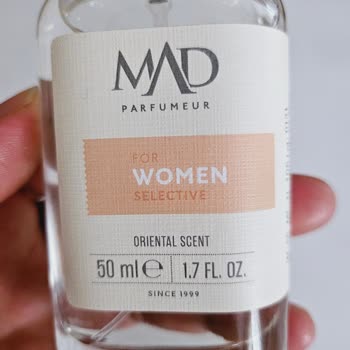 MAD
PARFUMEUR
FOR
WOMEN
SELECTIVE
ORIENTAL SCENT
50 ml ℮ 1.7 FL. OZ.
SINCE 1999